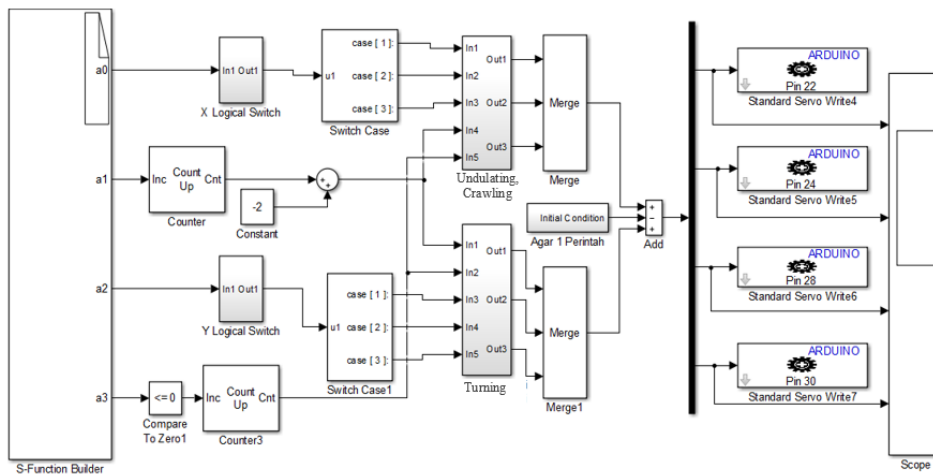 a0
a1
a2
a3
S-Function Builder
In1 Out1
X Logical Switch
u1
case [ 1 ]:
case [ 2 ]:
case [ 3 ]:
Switch Case
Inc
Count
Up
Cnt
Counter
-2
Constant
+
+
In1 Out1
Y Logical Switch
u1
case [ 1 ]:
case [ 2 ]:
case [ 3 ]:
Switch Case1
<= 0
Compare
To Zero1
Inc
Count
Up
Cnt
Counter3
In1
In2
In3
In4
In5
Out1
Out2
Out3
Undulating,
Crawling
Merge
Merge
Initial Condition
Agar 1 Perintah
+
−
+
Add
In1
In2
In3
In4
In5
Out1
Out2
Out3
Turning
Merge
Merge1
ARDUINO
Pin 22
Standard Servo Write4
ARDUINO
Pin 24
Standard Servo Write5
ARDUINO
Pin 28
Standard Servo Write6
ARDUINO
Pin 30
Standard Servo Write7
Scope